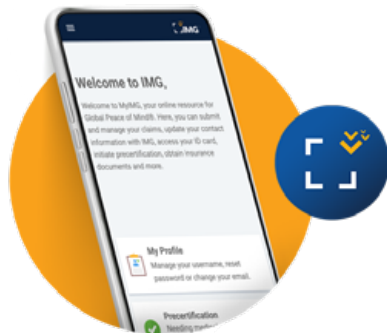 IMG
Welcome to IMG,
Welcome to MyIMG, your online resource for
Global Peace of Mind®. Here, you can submit
and manage your claims, update your contact
information with IMG, access your ID card,
initiate precertification, obtain insurance
documents and more.
My Profile
Manage your username, reset
password or change your email.
Precertification
Needing